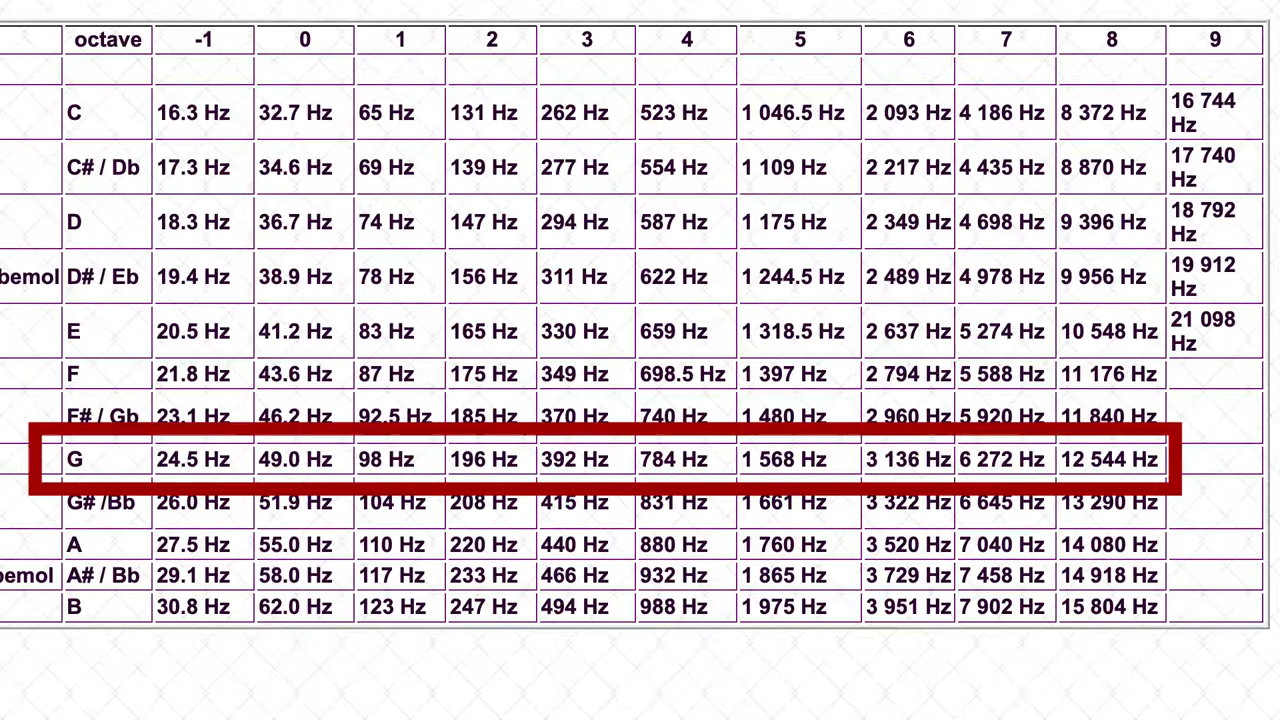 octave -1 0 1 2 3 4 5 6 7 8 9
C 16.3 Hz 32.7 Hz 65 Hz 131 Hz 262 Hz 523 Hz 1 046.5 Hz 2 093 Hz 4 186 Hz 8 372 Hz 16 744 Hz
C# / Db 17.3 Hz 34.6 Hz 69 Hz 139 Hz 277 Hz 554 Hz 1 109 Hz 2 217 Hz 4 435 Hz 8 870 Hz 17 740 Hz
D 18.3 Hz 36.7 Hz 74 Hz 147 Hz 294 Hz 587 Hz 1 175 Hz 2 349 Hz 4 698 Hz 9 396 Hz 18 792 Hz
bemol D# / Eb 19.4 Hz 38.9 Hz 78 Hz 156 Hz 311 Hz 622 Hz 1 244.5 Hz 2 489 Hz 4 978 Hz 9 956 Hz 19 912 Hz
E 20.5 Hz 41.2 Hz 83 Hz 165 Hz 330 Hz 659 Hz 1 318.5 Hz 2 637 Hz 5 274 Hz 10 548 Hz 21 098 Hz
F 21.8 Hz 43.6 Hz 87 Hz 175 Hz 349 Hz 698.5 Hz 1 397 Hz 2 794 Hz 5 588 Hz 11 176 Hz
F# / Gb 23.1 Hz 46.2 Hz 92.5 Hz 185 Hz 370 Hz 740 Hz 1 480 Hz 2 960 Hz 5 920 Hz 11 840 Hz
G 24.5 Hz 49.0 Hz 98 Hz 196 Hz 392 Hz 784 Hz 1 568 Hz 3 136 Hz 6 272 Hz 12 544 Hz
G# /Bb 26.0 Hz 51.9 Hz 104 Hz 208 Hz 415 Hz 831 Hz 1 661 Hz 3 322 Hz 6 645 Hz 13 290 Hz
A 27.5 Hz 55.0 Hz 110 Hz 220 Hz 440 Hz 880 Hz 1 760 Hz 3 520 Hz 7 040 Hz 14 080 Hz
bemol A# / Bb 29.1 Hz 58.0 Hz 117 Hz 233 Hz 466 Hz 932 Hz 1 865 Hz 3 729 Hz 7 458 Hz 14 918 Hz
B 30.8 Hz 62.0 Hz 123 Hz 247 Hz 494 Hz 988 Hz 1 975 Hz 3 951 Hz 7 902 Hz 15 804 Hz